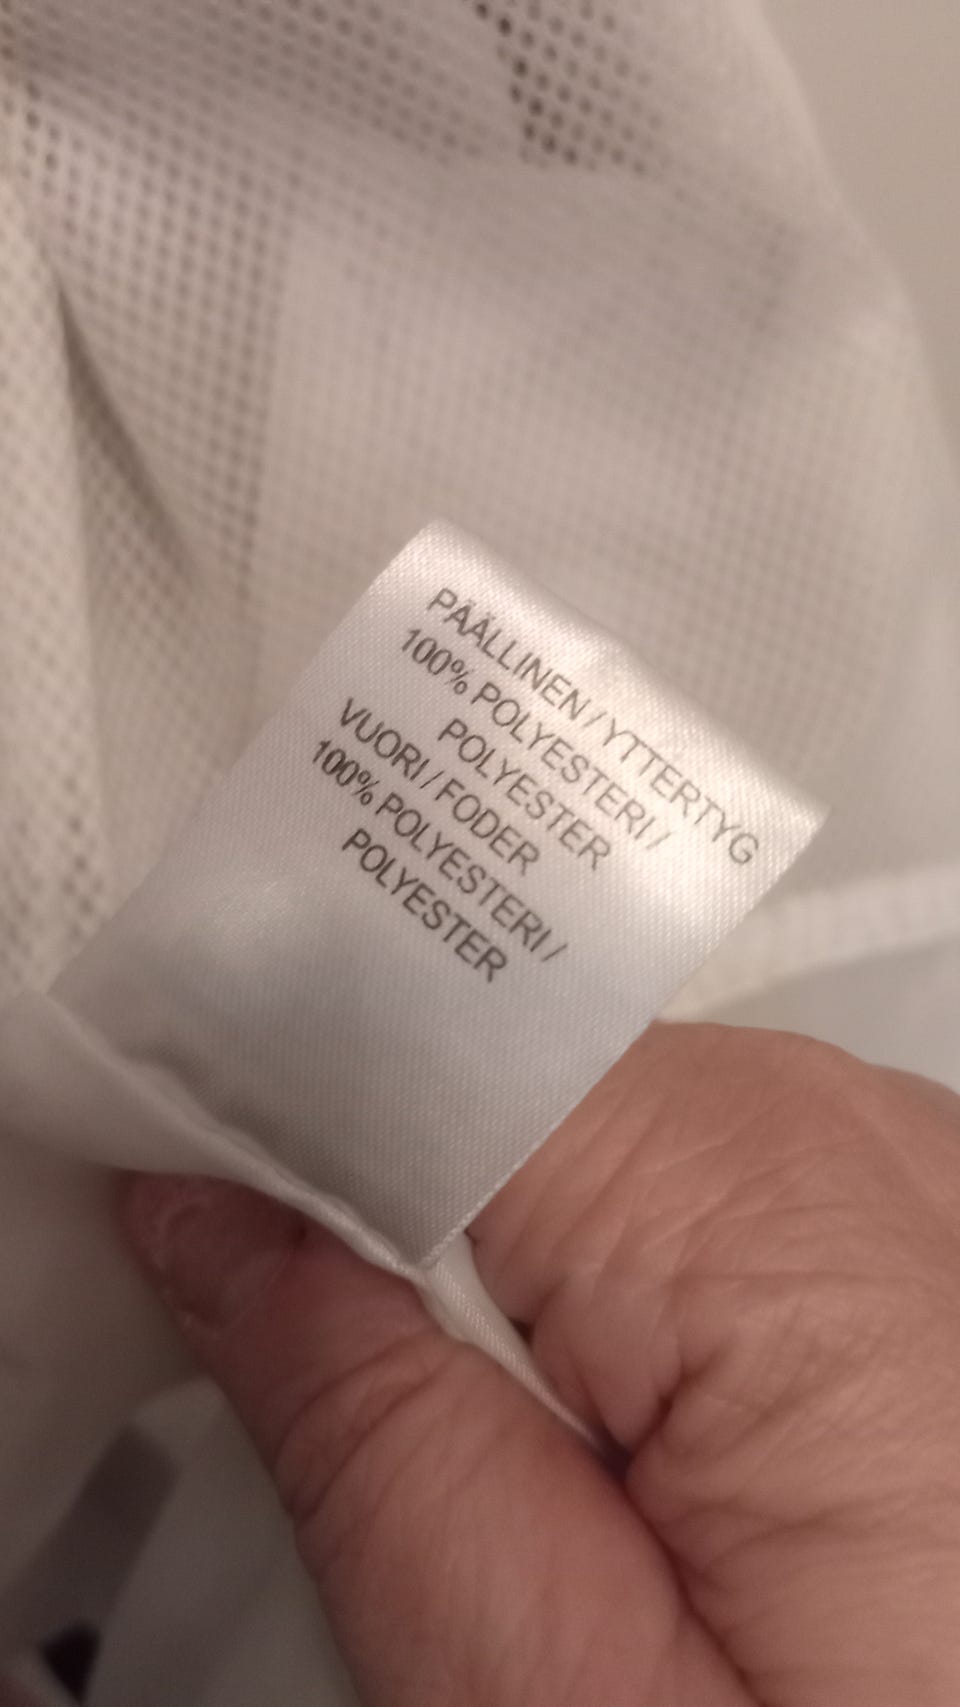 PÄÄLLINEN / YTTERTYG
100% POLYESTERI /
POLYESTER
VUORI / FODER
100% POLYESTERI /
POLYESTER